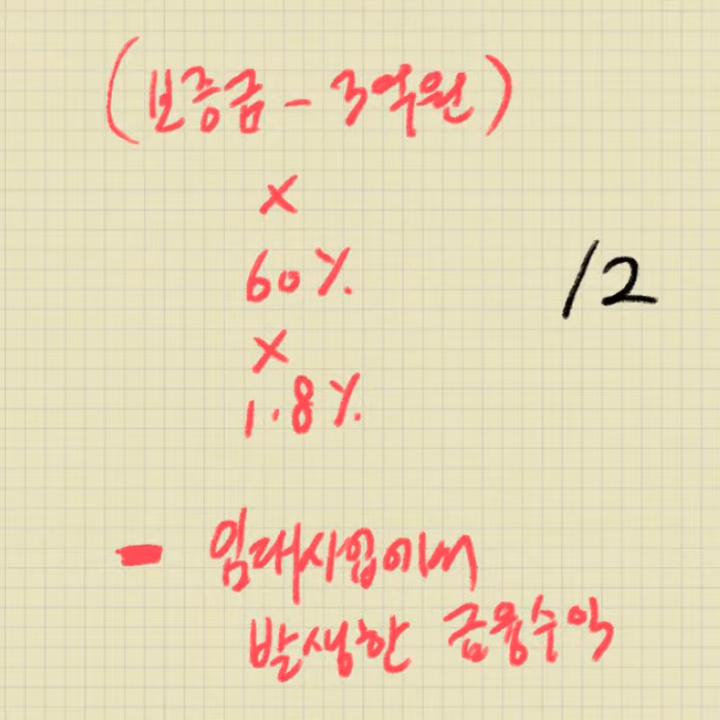 (보증금 - 3억원)
×
60%
/2
×
1.8%
- 임대사업에서
발생한 금융수익